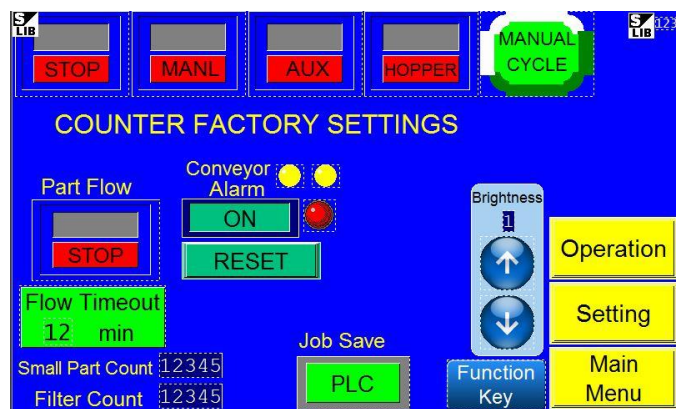 S/
LIB
STOP
MANL
AUX
HOPPER
MANUAL
CYCLE
S/
LIB
123
COUNTER FACTORY SETTINGS
Part Flow
STOP
Conveyor
Alarm
ON
RESET
Brightness
1
Operation
Setting
Flow Timeout
12 min
Small Part Count 12345
Filter Count 12345
Job Save
PLC
Function
Key
Main
Menu